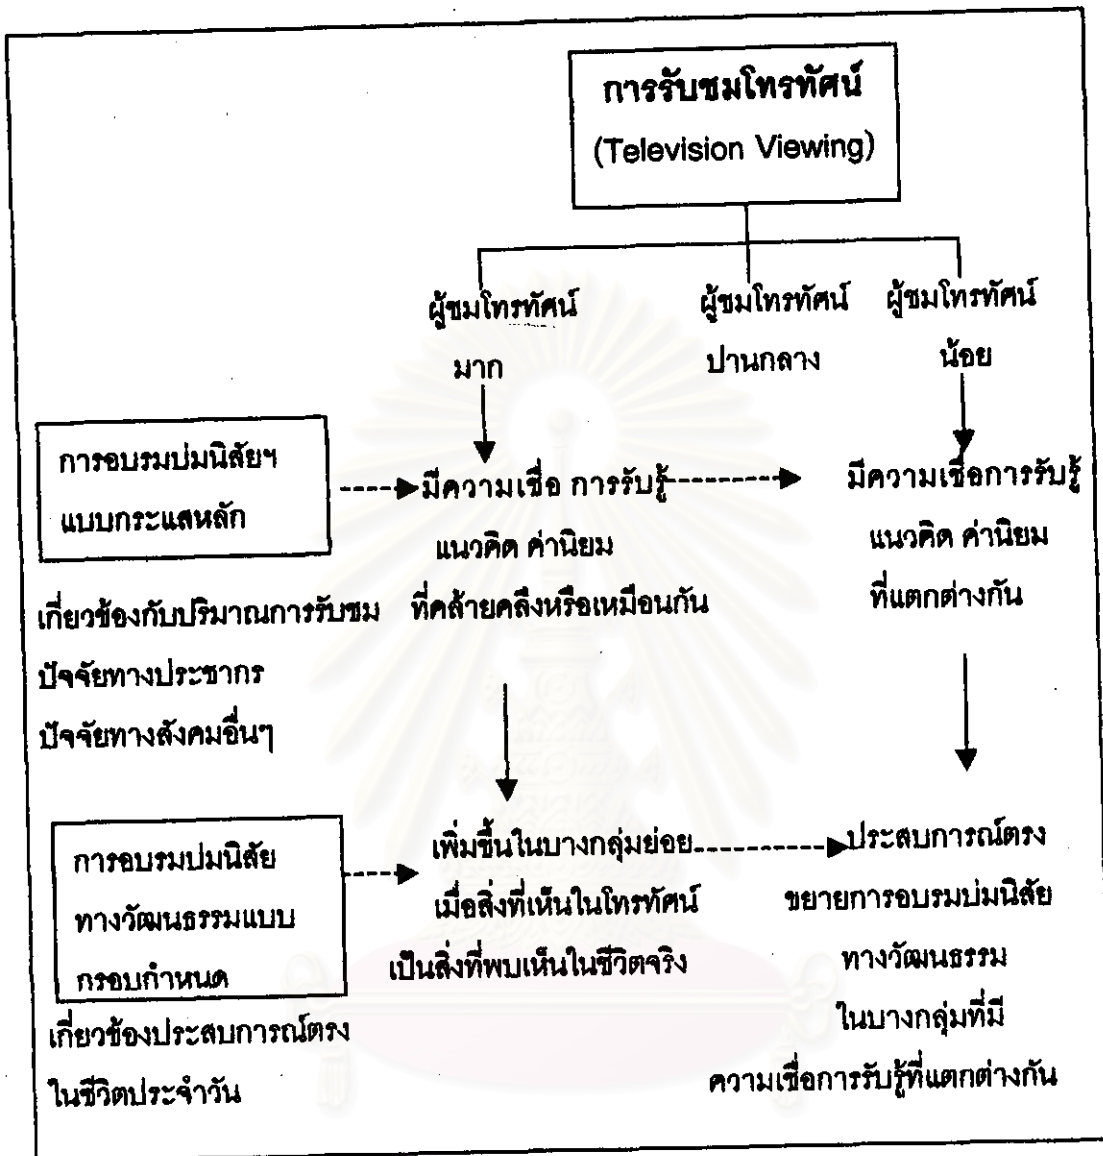 การรับชมโทรทัศน์
(Television Viewing)
ผู้ชมโทรทัศน์
มาก
ผู้ชมโทรทัศน์
ปานกลาง
ผู้ชมโทรทัศน์
น้อย
การอบรมบ่มนิสัยฯ
แบบกระแสหลัก
มีความเชื่อ การรับรู้
แนวคิด ค่านิยม
ที่คล้ายคลึงหรือเหมือนกัน
มีความเชื่อการรับรู้
แนวคิด ค่านิยม
ที่แตกต่างกัน
เกี่ยวข้องกับปริมาณการรับชม
ปัจจัยทางประชากร
ปัจจัยทางสังคมอื่นๆ
การอบรมบ่มนิสัย
ทางวัฒนธรรมแบบ
กรอบกำหนด
เพิ่มขึ้นในบางกลุ่มย่อย
เมื่อสิ่งที่เห็นในโทรทัศน์
เป็นสิ่งที่พบเห็นในชีวิตจริง
ประสบการณ์ตรง
ขยายการอบรมบ่มนิสัย
ทางวัฒนธรรม
ในบางกลุ่มที่มี
ความเชื่อการรับรู้ที่แตกต่างกัน
เกี่ยวข้องประสบการณ์ตรง
ในชีวิตประจำวัน